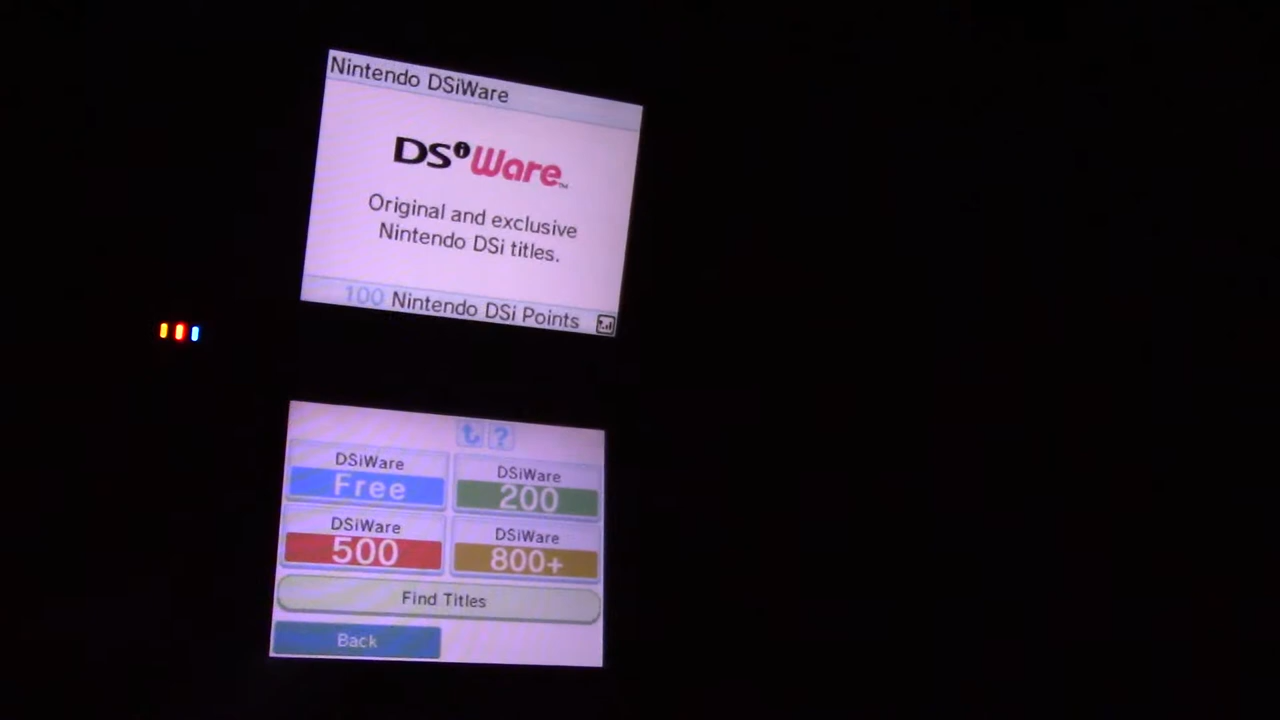 Nintendo DSiWare
DSiWare™
Original and exclusive
Nintendo DSi titles.
100 Nintendo DSi Points
?
DSiWare
Free
DSiWare
200
DSiWare
500
DSiWare
800+
Find Titles
Back